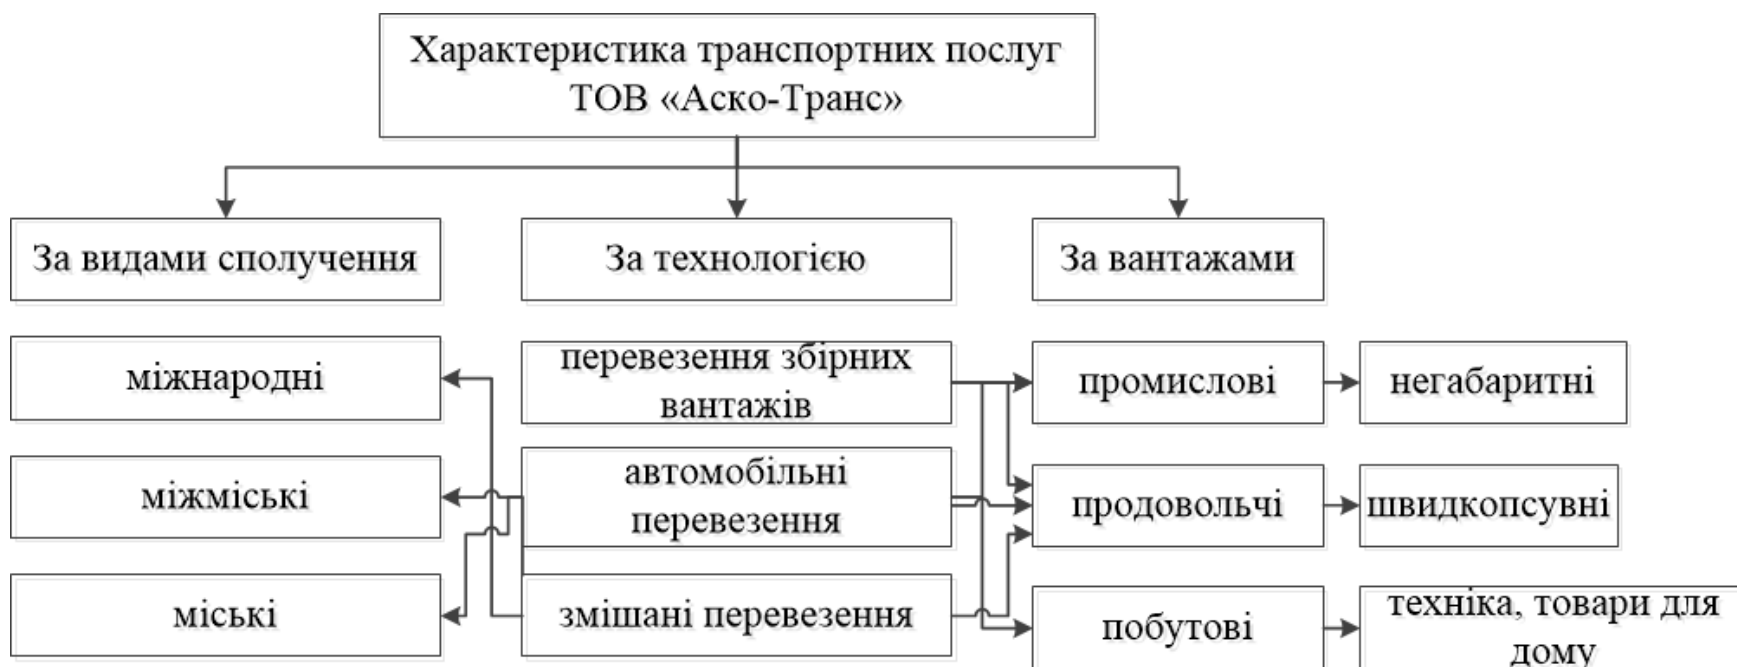 Характеристика транспортних послуг
ТОВ «Аско-Транс»
За видами сполучення
За технологією
За вантажами
міжнародні
перевезення збірних
вантажів
промислові
негабаритні
міжміські
автомобільні
перевезення
продовольчі
швидкопсувні
міські
змішані перевезення
побутові
техніка, товари для
дому